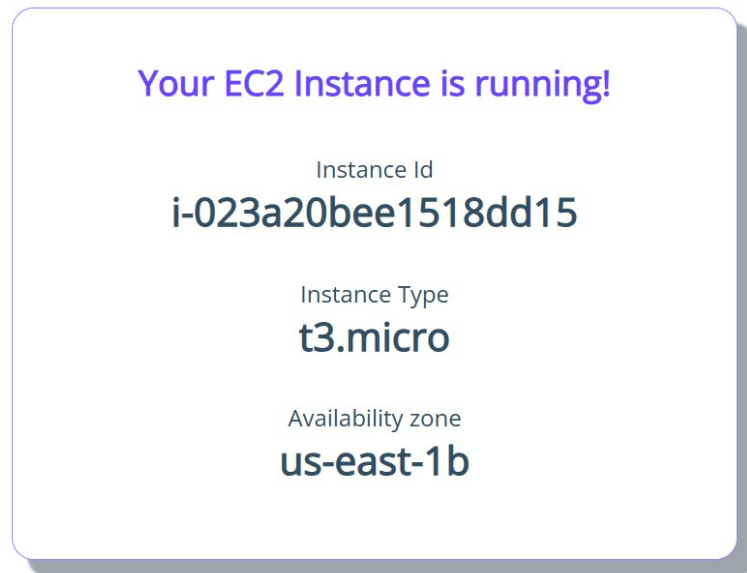 Your EC2 Instance is running!
Instance Id
i-023a20bee1518dd15
Instance Type
t3.micro
Availability zone
us-east-1b